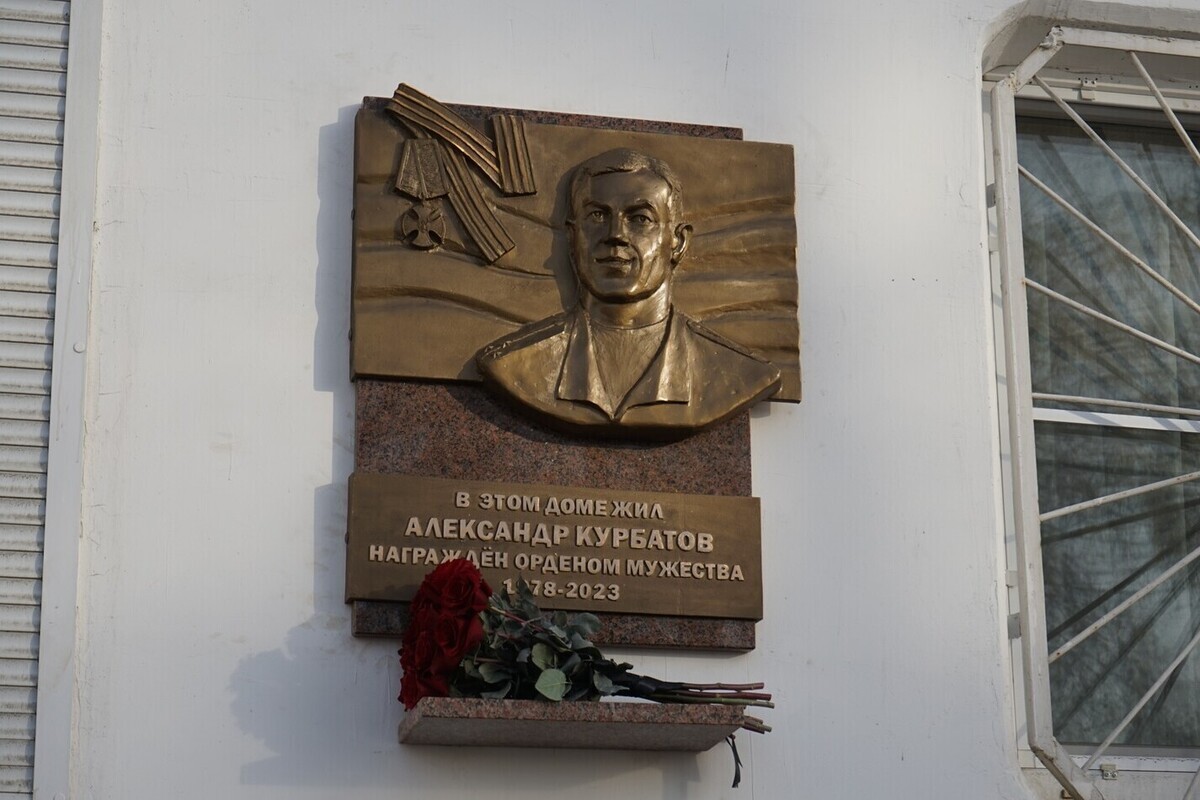 В ЭТОМ ДОМЕ ЖИЛ
АЛЕКСАНДР КУРБАТОВ
НАГРАЖДЁН ОРДЕНОМ МУЖЕСТВА
1978-2023